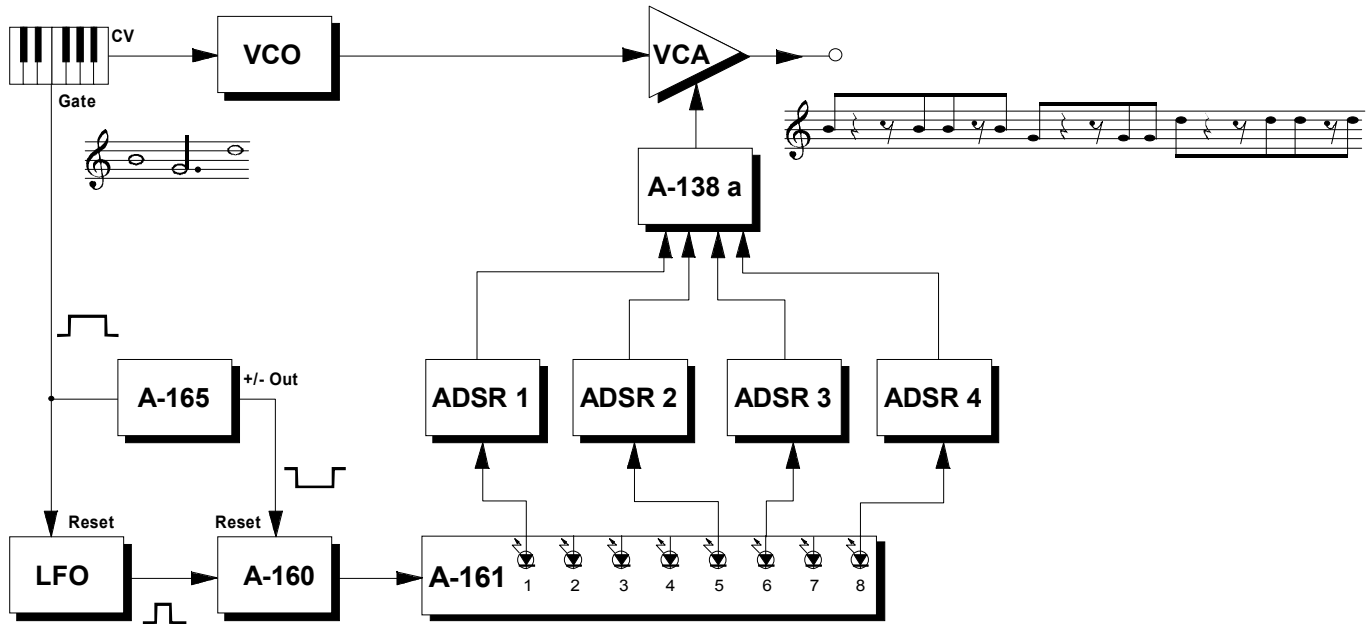 CV
VCO
VCA
Gate
A-138 a
+/- Out
A-165
ADSR 1
ADSR 2
ADSR 3
ADSR 4
Reset
Reset
LFO
A-160
A-161
1 2 3 4 5 6 7 8